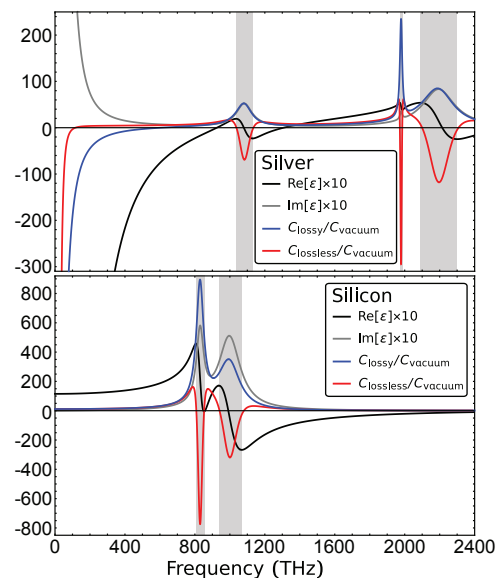 200
100
0
-100
-200
-300
Silver
Re[ε]×10
Im[ε]×10
C_lossy/C_vacuum
C_lossless/C_vacuum
800
600
400
200
0
-200
-400
-600
-800
Silicon
Re[ε]×10
Im[ε]×10
C_lossy/C_vacuum
C_lossless/C_vacuum
0 400 800 1200 1600 2000 2400
Frequency (THz)